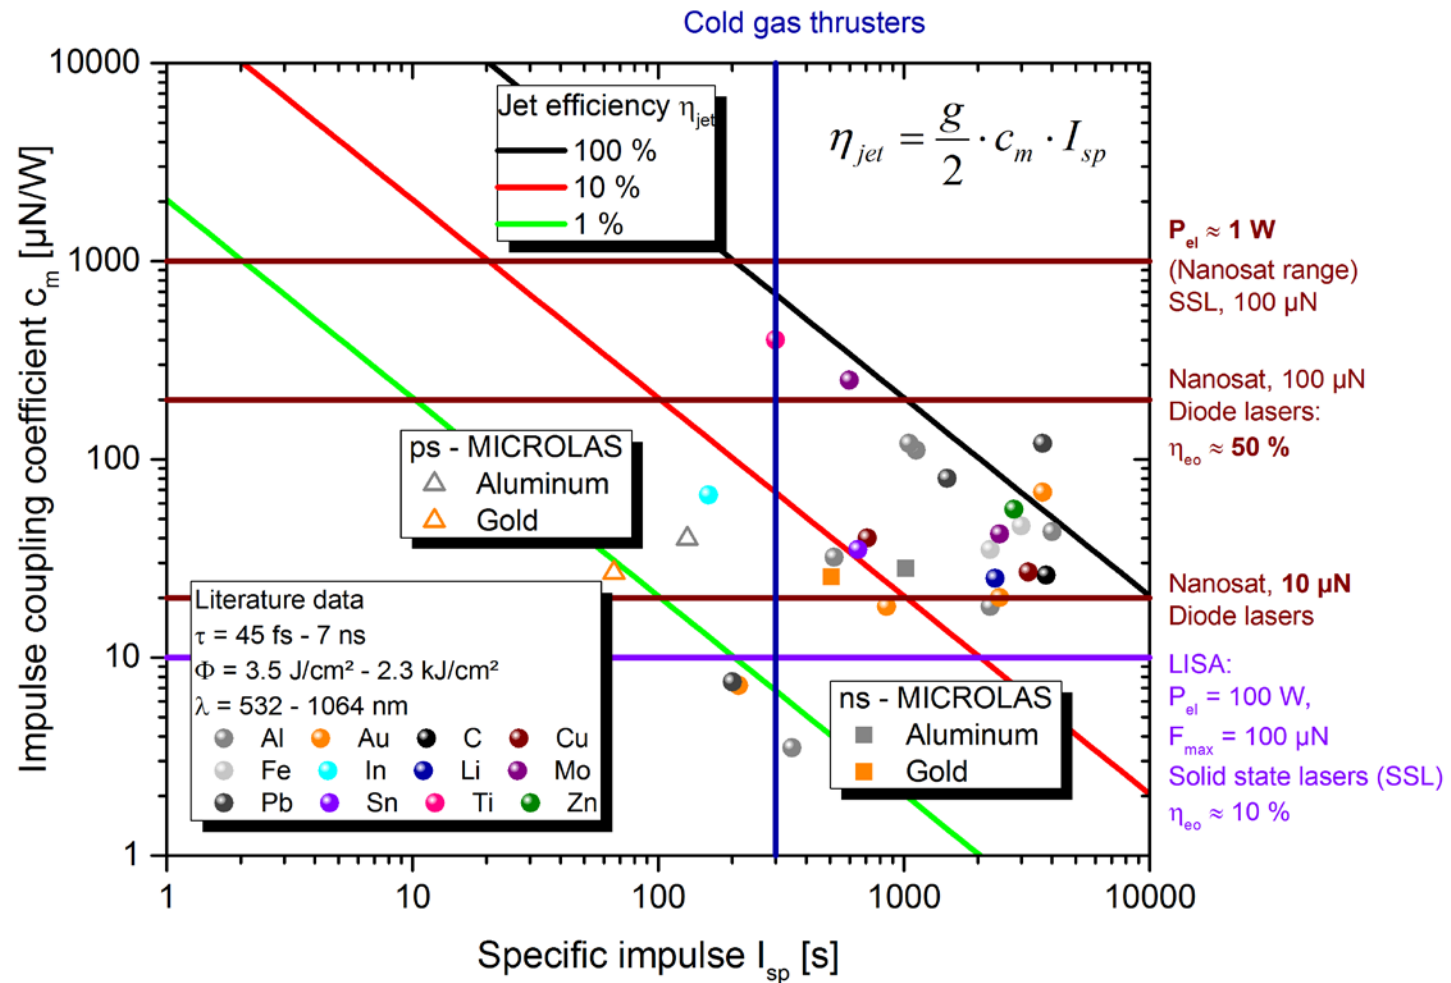 Cold gas thrusters
10000
1000
100
10
1
Impulse coupling coefficient c_m [µN/W]
Jet efficiency η_jet
100 %
10 %
1 %
η_jet = g/2 · c_m · I_sp
P_el ≈ 1 W
(Nanosat range)
SSL, 100 µN
Nanosat, 100 µN
Diode lasers:
η_eo ≈ 50 %
Nanosat, 10 µN
Diode lasers
LISA:
P_el = 100 W,
F_max = 100 µN
Solid state lasers (SSL)
η_eo ≈ 10 %
ps - MICROLAS
Aluminum
Gold
Literature data
τ = 45 fs - 7 ns
Φ = 3.5 J/cm² - 2.3 kJ/cm²
λ = 532 - 1064 nm
Al Au C Cu
Fe In Li Mo
Pb Sn Ti Zn
ns - MICROLAS
Aluminum
Gold
1 10 100 1000 10000
Specific impulse I_sp [s]